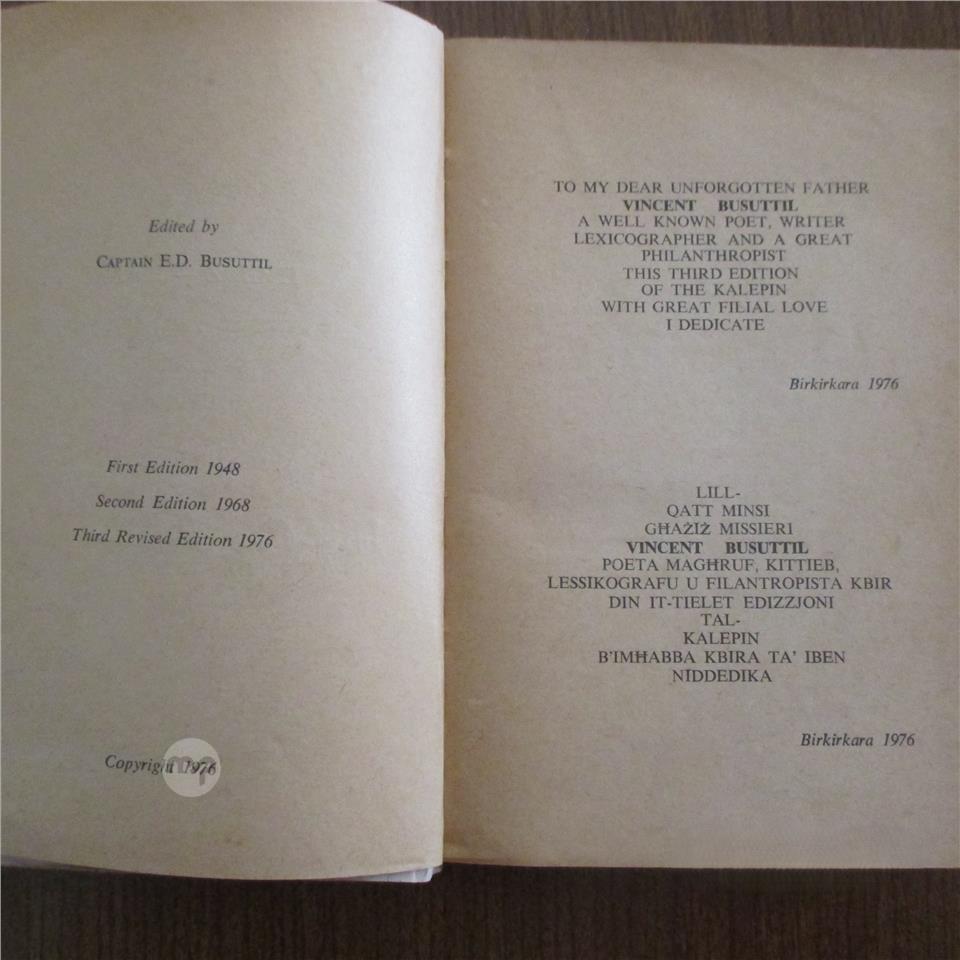 Edited by
CAPTAIN E.D. BUSUTTIL
First Edition 1948
Second Edition 1968
Third Revised Edition 1976
Copyright 1976
TO MY DEAR UNFORGOTTEN FATHER
VINCENT BUSUTTIL
A WELL KNOWN POET, WRITER
LEXICOGRAPHER AND A GREAT
PHILANTHROPIST
THIS THIRD EDITION
OF THE KALEPIN
WITH GREAT FILIAL LOVE
I DEDICATE
Birkirkara 1976
LILL-
QATT MINSI
GĦAŻIŻ MISSIERI
VINCENT BUSUTTIL
POETA MAGĦRUF, KITTIEB,
LESSIKOGRAFU U FILANTROPISTA KBIR
DIN IT-TIELET EDIZZJONI
TAL-
KALEPIN
B'IMĦABBA KBIRA TA' IBEN
NIDDEDIKA
Birkirkara 1976